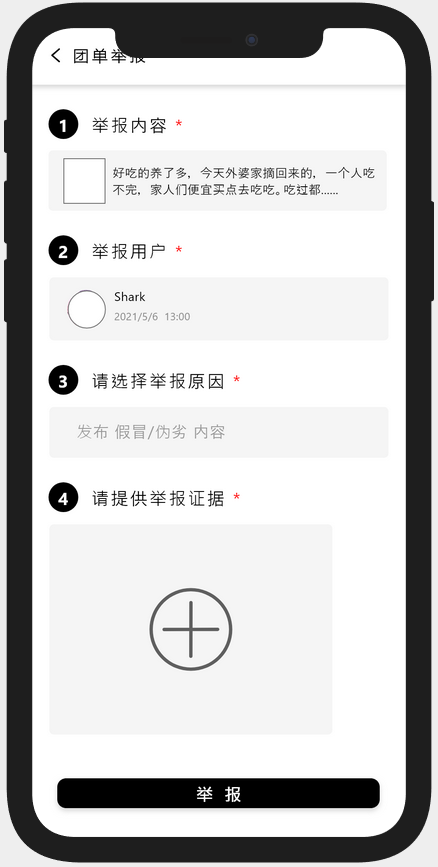 团单举报
1 举报内容 *
好吃的养了多，今天外婆家摘回来的，一个人吃
不完，家人们便宜买点去吃吃。吃过都……
2 举报用户 *
Shark
2021/5/6 13:00
3 请选择举报原因 *
发布 假冒/伪劣 内容
4 请提供举报证据 *
举 报